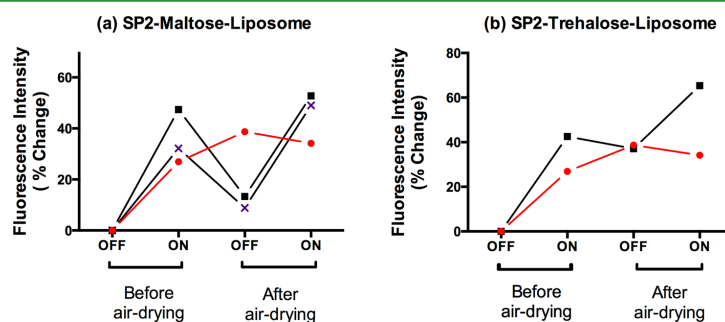 (a) SP2-Maltose-Liposome
Fluorescence Intensity
( % Change)
60
40
20
0
OFF ON OFF ON
Before
air-drying
After
air-drying
(b) SP2-Trehalose-Liposome
Fluorescence Intensity
(% Change)
80
60
40
20
0
OFF ON OFF ON
Before
air-drying
After
air-drying